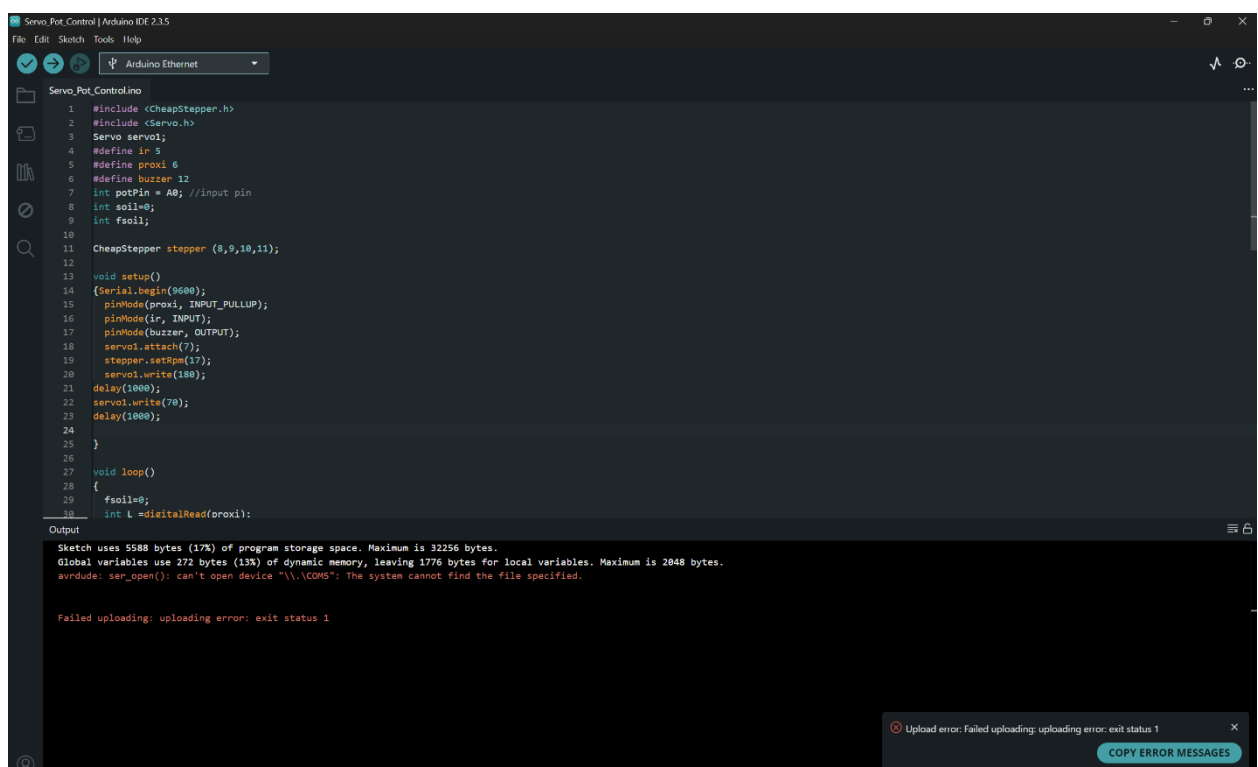 Servo_Pot_Control | Arduino IDE 2.3.5
File Edit Sketch Tools Help
Arduino Ethernet
Servo_Pot_Control.ino
1 #include <CheapStepper.h>
2 #include <Servo.h>
3 Servo servo1;
4 #define ir 5
5 #define proxi 6
6 #define buzzer 12
7 int potPin = A0; //input pin
8 int soil=0;
9 int fsoil;
10
11 CheapStepper stepper (8,9,10,11);
12
13 void setup()
14 {Serial.begin(9600);
15 pinMode(proxi, INPUT_PULLUP);
16 pinMode(ir, INPUT);
17 pinMode(buzzer, OUTPUT);
18 servo1.attach(7);
19 stepper.setRpm(17);
20 servo1.write(180);
21 delay(1000);
22 servo1.write(70);
23 delay(1000);
24
25 }
26
27 void loop()
28 {
29 fsoil=0;
30 int L =digitalRead(proxi);
Output
Sketch uses 5588 bytes (17%) of program storage space. Maximum is 32256 bytes.
Global variables use 272 bytes (13%) of dynamic memory, leaving 1776 bytes for local variables. Maximum is 2048 bytes.
avrdude: ser_open(): can't open device "\\.\COM5": The system cannot find the file specified.
Failed uploading: uploading error: exit status 1
Upload error: Failed uploading: uploading error: exit status 1
COPY ERROR MESSAGES